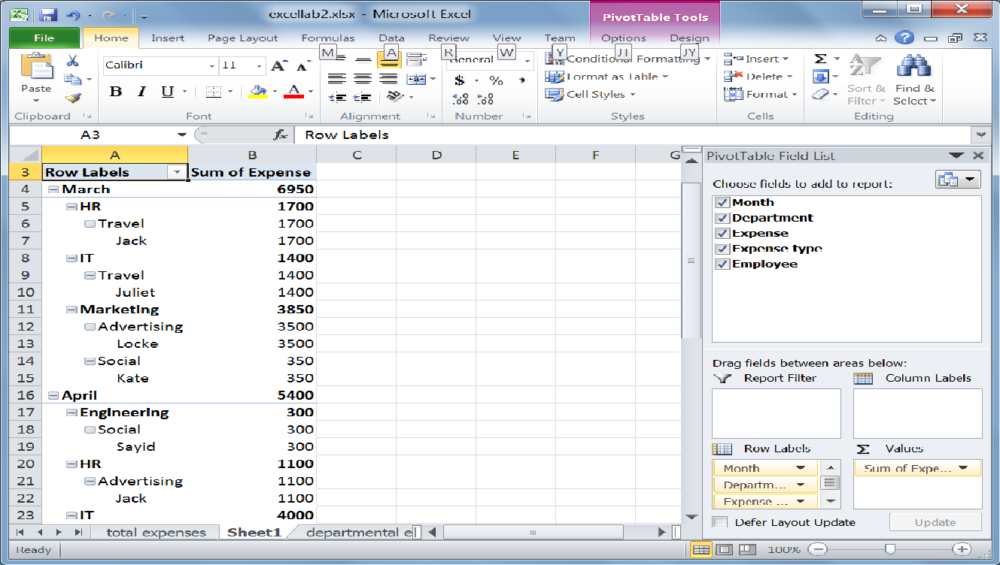 excellab2.xlsx - Microsoft Excel
PivotTable Tools
File Home Insert Page Layout Formulas Data Review View Team Options Design
M A R W Y JI JY
Calibri 11 General Conditional Formatting Insert Σ
Paste B I U A $ % , Format as Table Delete Sort & Filter Find & Select
Cell Styles Format
Clipboard Font Alignment Number Styles Cells Editing
A3 fx Row Labels
A B C D E F G
PivotTable Field List
3 Row Labels Sum of Expense
4 March 6950
5 HR 1700
6 Travel 1700
7 Jack 1700
8 IT 1400
9 Travel 1400
10 Juliet 1400
11 Marketing 3850
12 Advertising 3500
13 Locke 3500
14 Social 350
15 Kate 350
16 April 5400
17 Engineering 300
18 Social 300
19 Sayid 300
20 HR 1100
21 Advertising 1100
22 Jack 1100
23 IT 4000
Choose fields to add to report:
Month
Department
Expense
Expense type
Employee
Drag fields between areas below:
Report Filter Column Labels
Row Labels Σ Values
Month Sum of Expe...
Departm...
Expense ...
Defer Layout Update Update
total expenses Sheet1 departmental e
Ready 100%